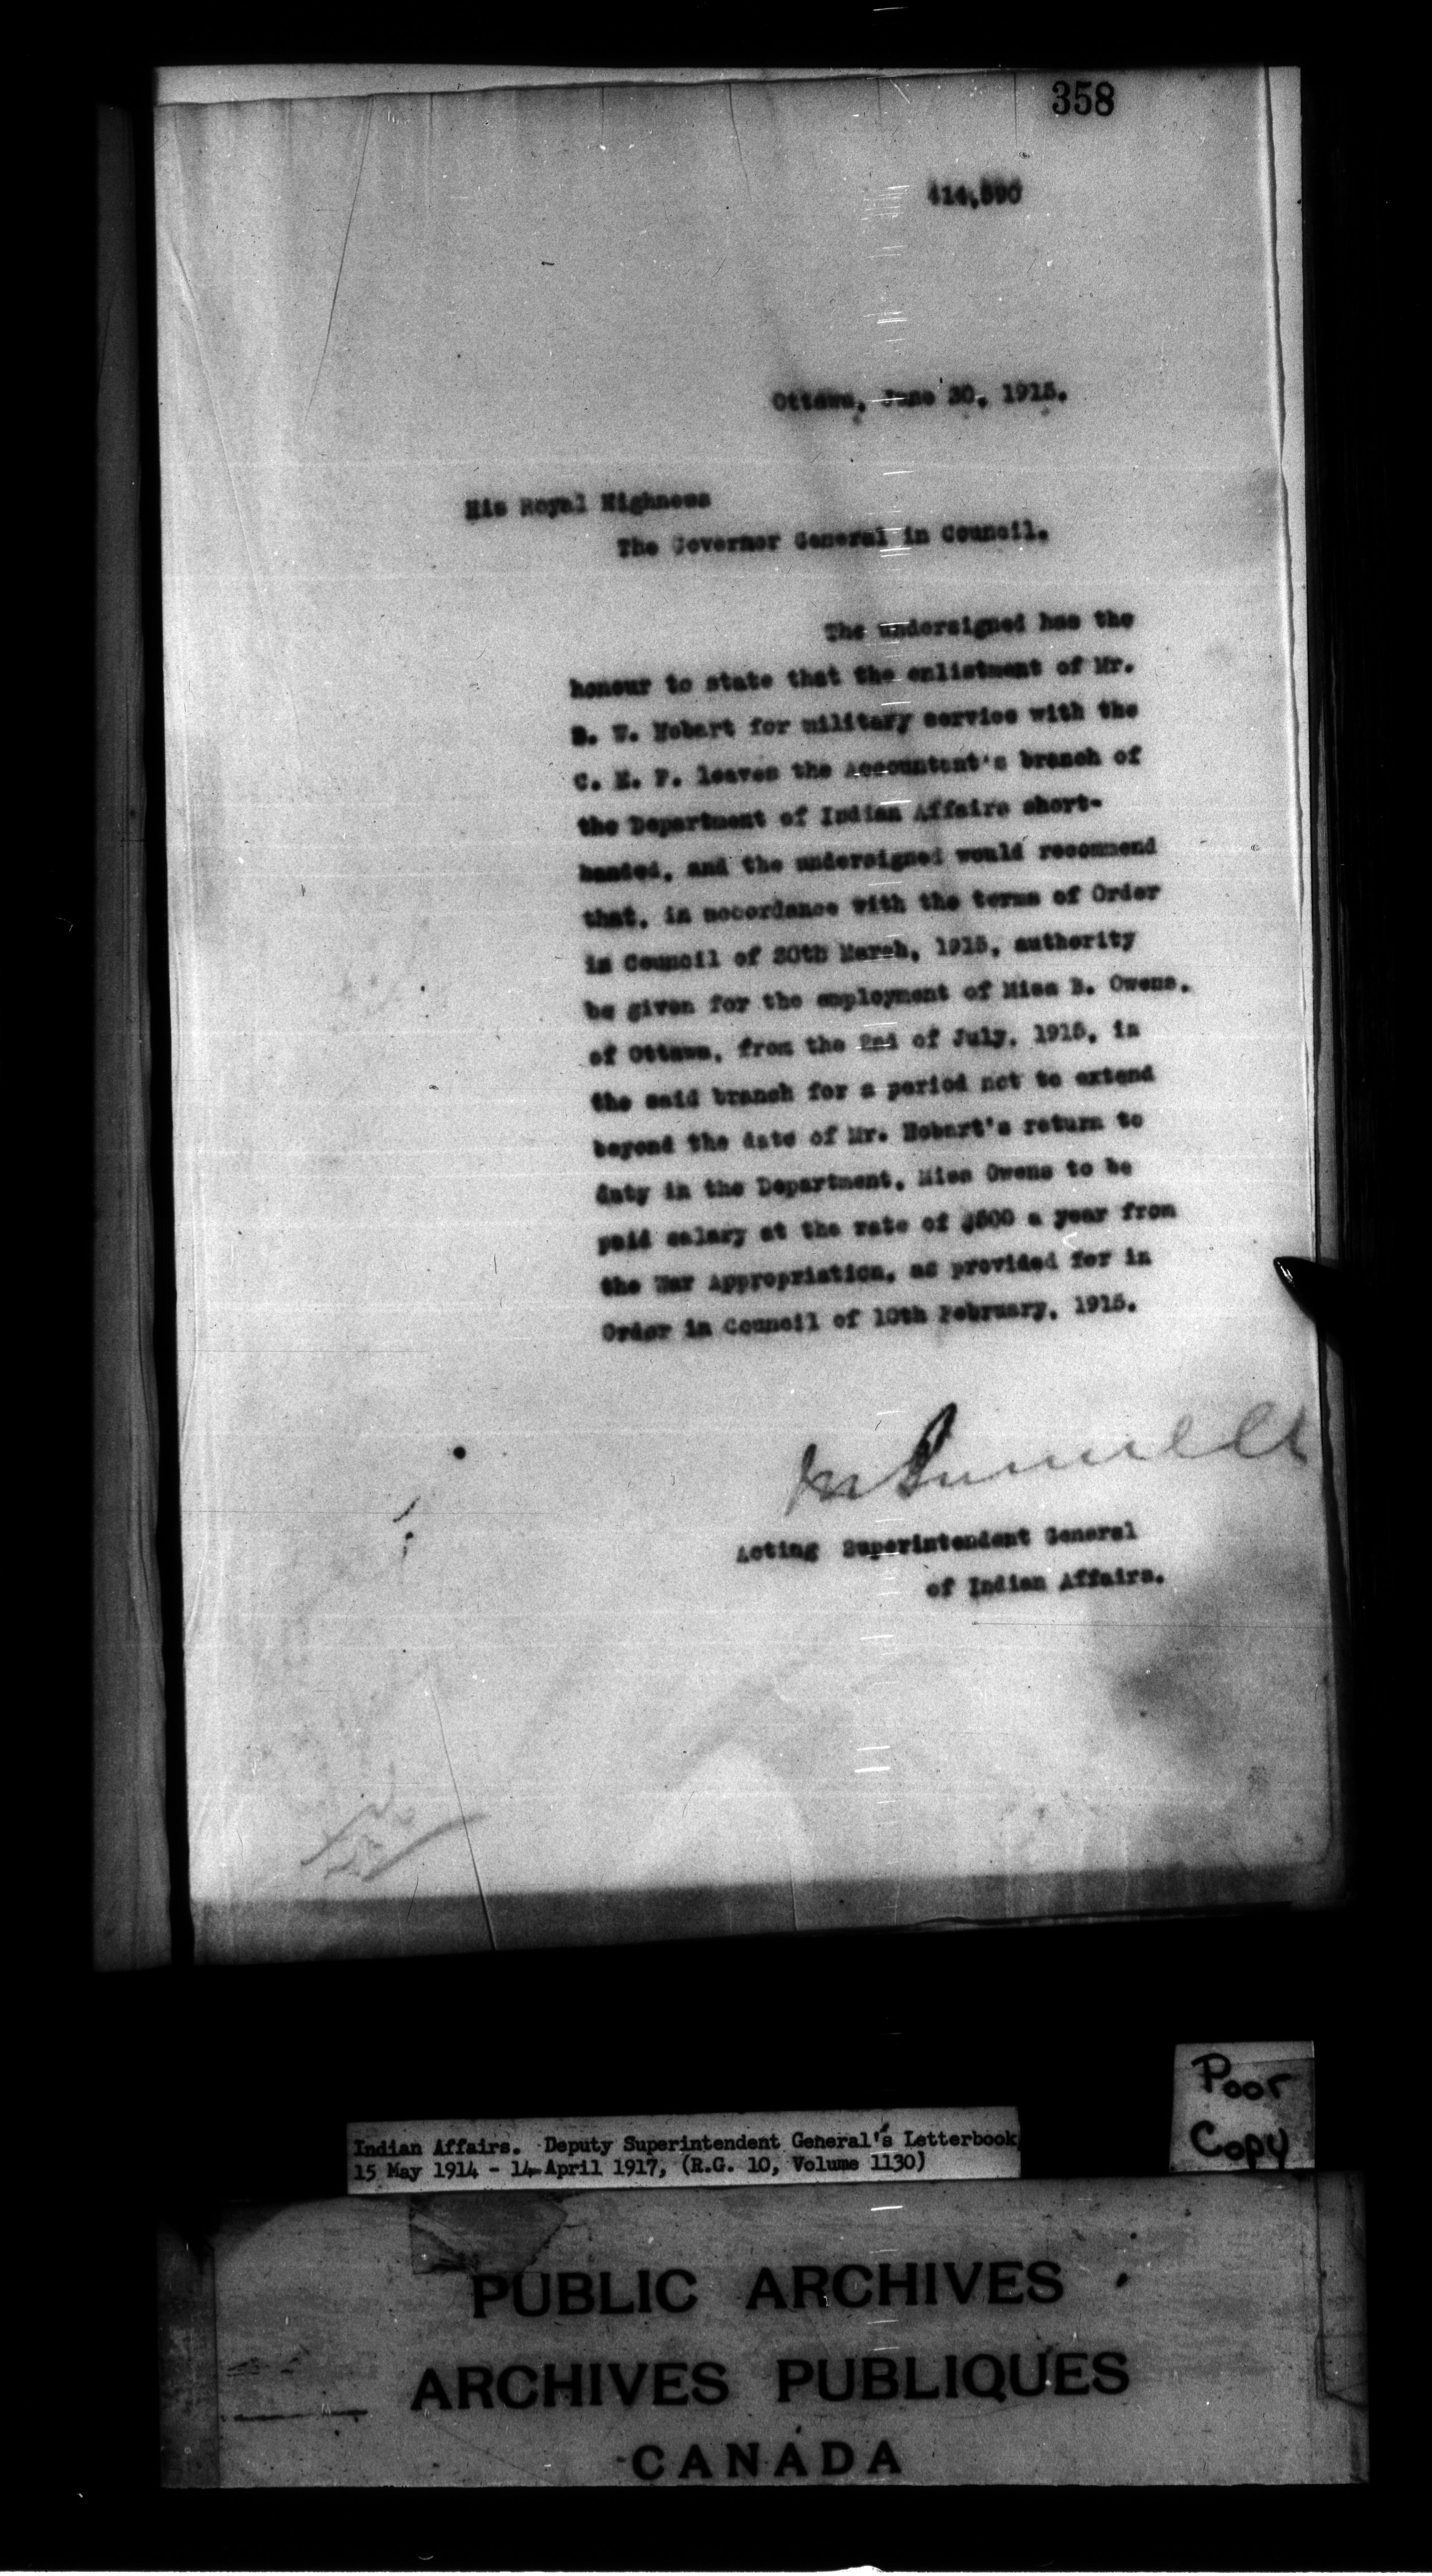 358
414,590
Ottawa, June 30, 1915.
His Royal Highness
The Governor General in Council.
The undersigned has the
honour to state that the enlistment of Mr.
W. Hobart for military service with the
C. E. F. leaves the Accountant's branch of
the Department of Indian Affairs short-
handed, and the undersigned would recommend
that, in accordance with the terms of Order
in Council of 20th March, 1915, authority
be given for the employment of Miss B. Owens,
of Ottawa, from the 2nd of July, 1915, in
the said branch for a period not to extend
beyond the date of Mr. Hobart's return to
duty in the Department, Miss Owens to be
paid salary at the rate of $500 a year from
the War Appropriation, as provided for in
Order in Council of 10th February, 1915.
Acting Superintendent General
of Indian Affairs.
Poor
Copy
Indian Affairs. Deputy Superintendent General's Letterbook
15 May 1914 - 14 April 1917, (R.G. 10, Volume 1130)
PUBLIC ARCHIVES
ARCHIVES PUBLIQUES
CANADA